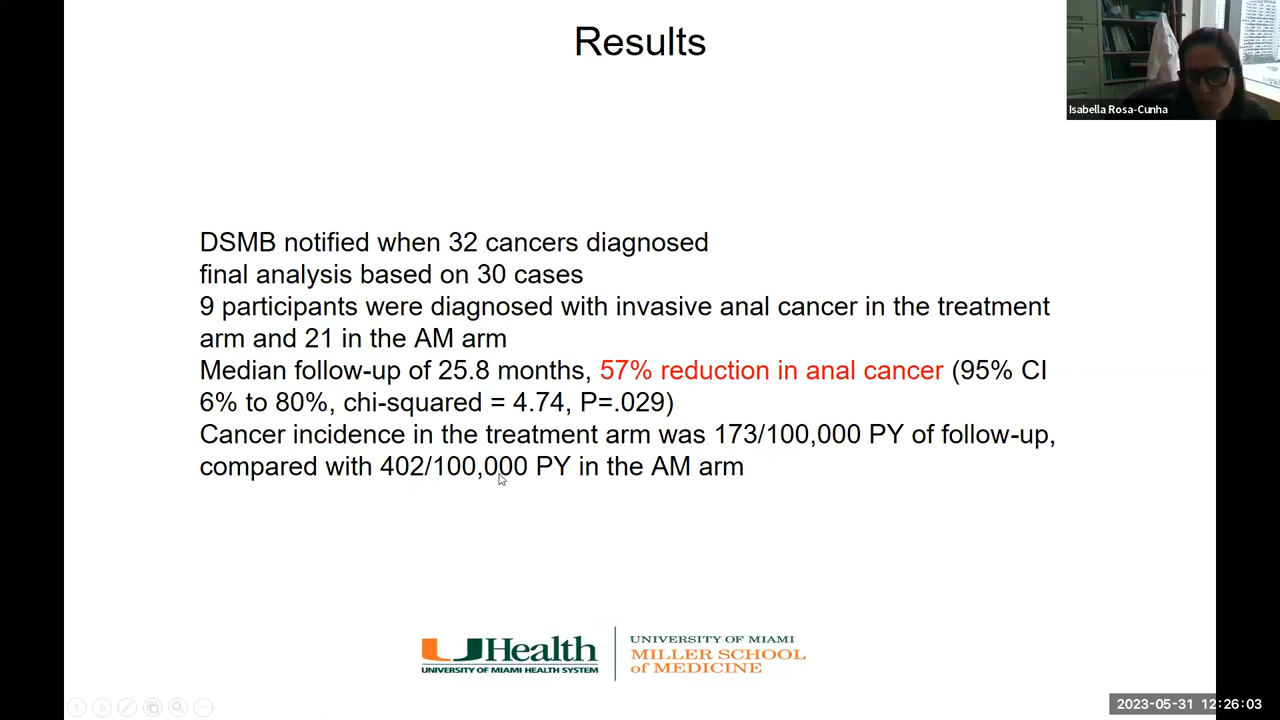 Results
Isabella Rosa-Cunha
DSMB notified when 32 cancers diagnosed
final analysis based on 30 cases
9 participants were diagnosed with invasive anal cancer in the treatment
arm and 21 in the AM arm
Median follow-up of 25.8 months, 57% reduction in anal cancer (95% CI
6% to 80%, chi-squared = 4.74, P=.029)
Cancer incidence in the treatment arm was 173/100,000 PY of follow-up,
compared with 402/100,000 PY in the AM arm
UHealth
UNIVERSITY OF MIAMI HEALTH SYSTEM
UNIVERSITY OF MIAMI
MILLER SCHOOL
of MEDICINE
2023-05-31 12:26:03